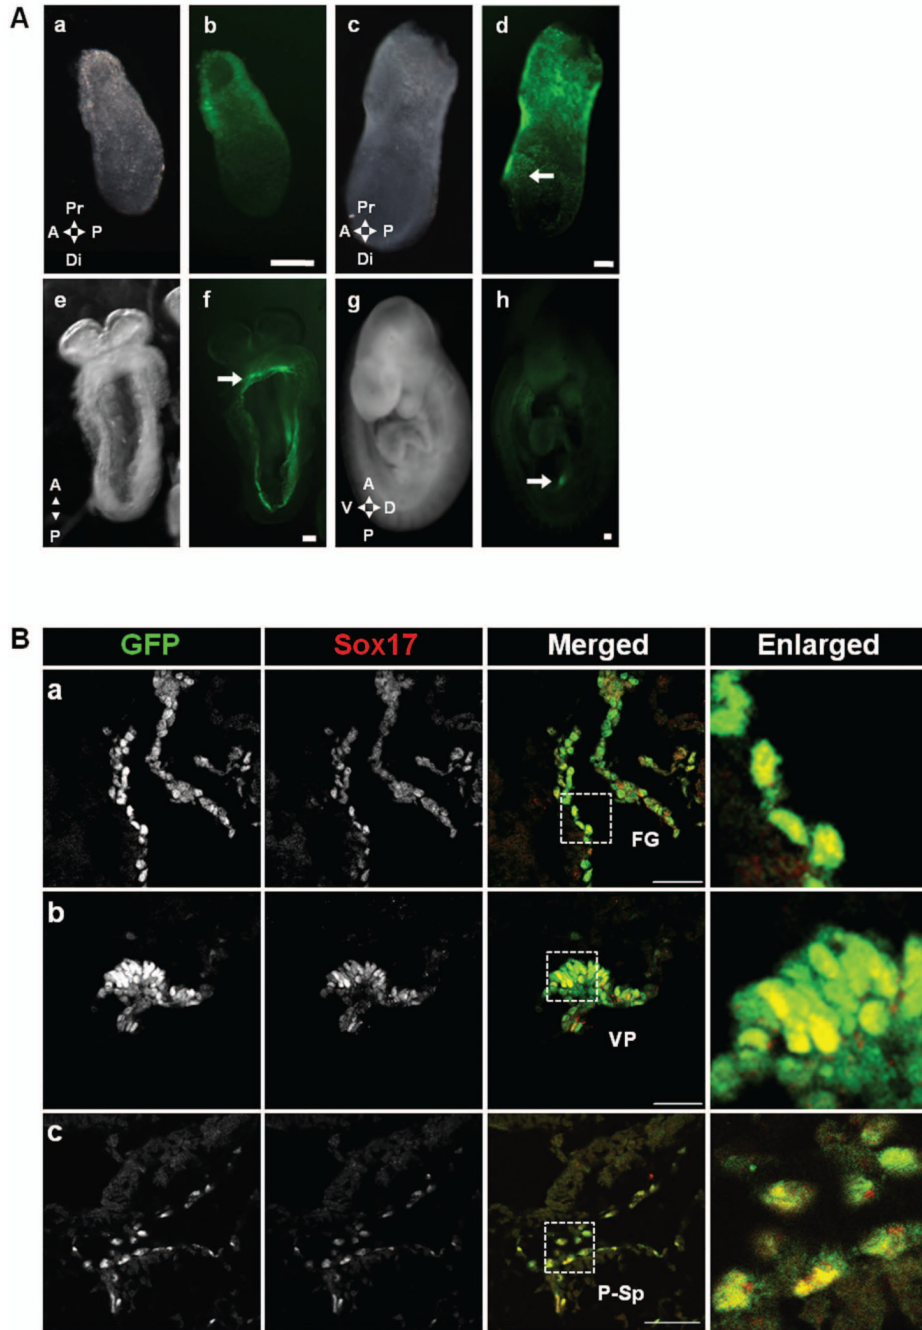 A
a b c d
Pr Pr
A P A P
Di Di
e f g h
A A
V D
P P
B
GFP Sox17 Merged Enlarged
a
FG
b
VP
c
P-Sp